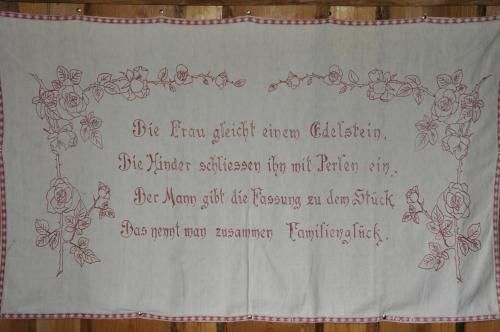 Die Frau gleicht einem Edelstein,
Die Kinder schliessen ihn mit Perlen ein,
Der Mann gibt die Fassung zu dem Stück
Das nennt man zusammen Familienglück.